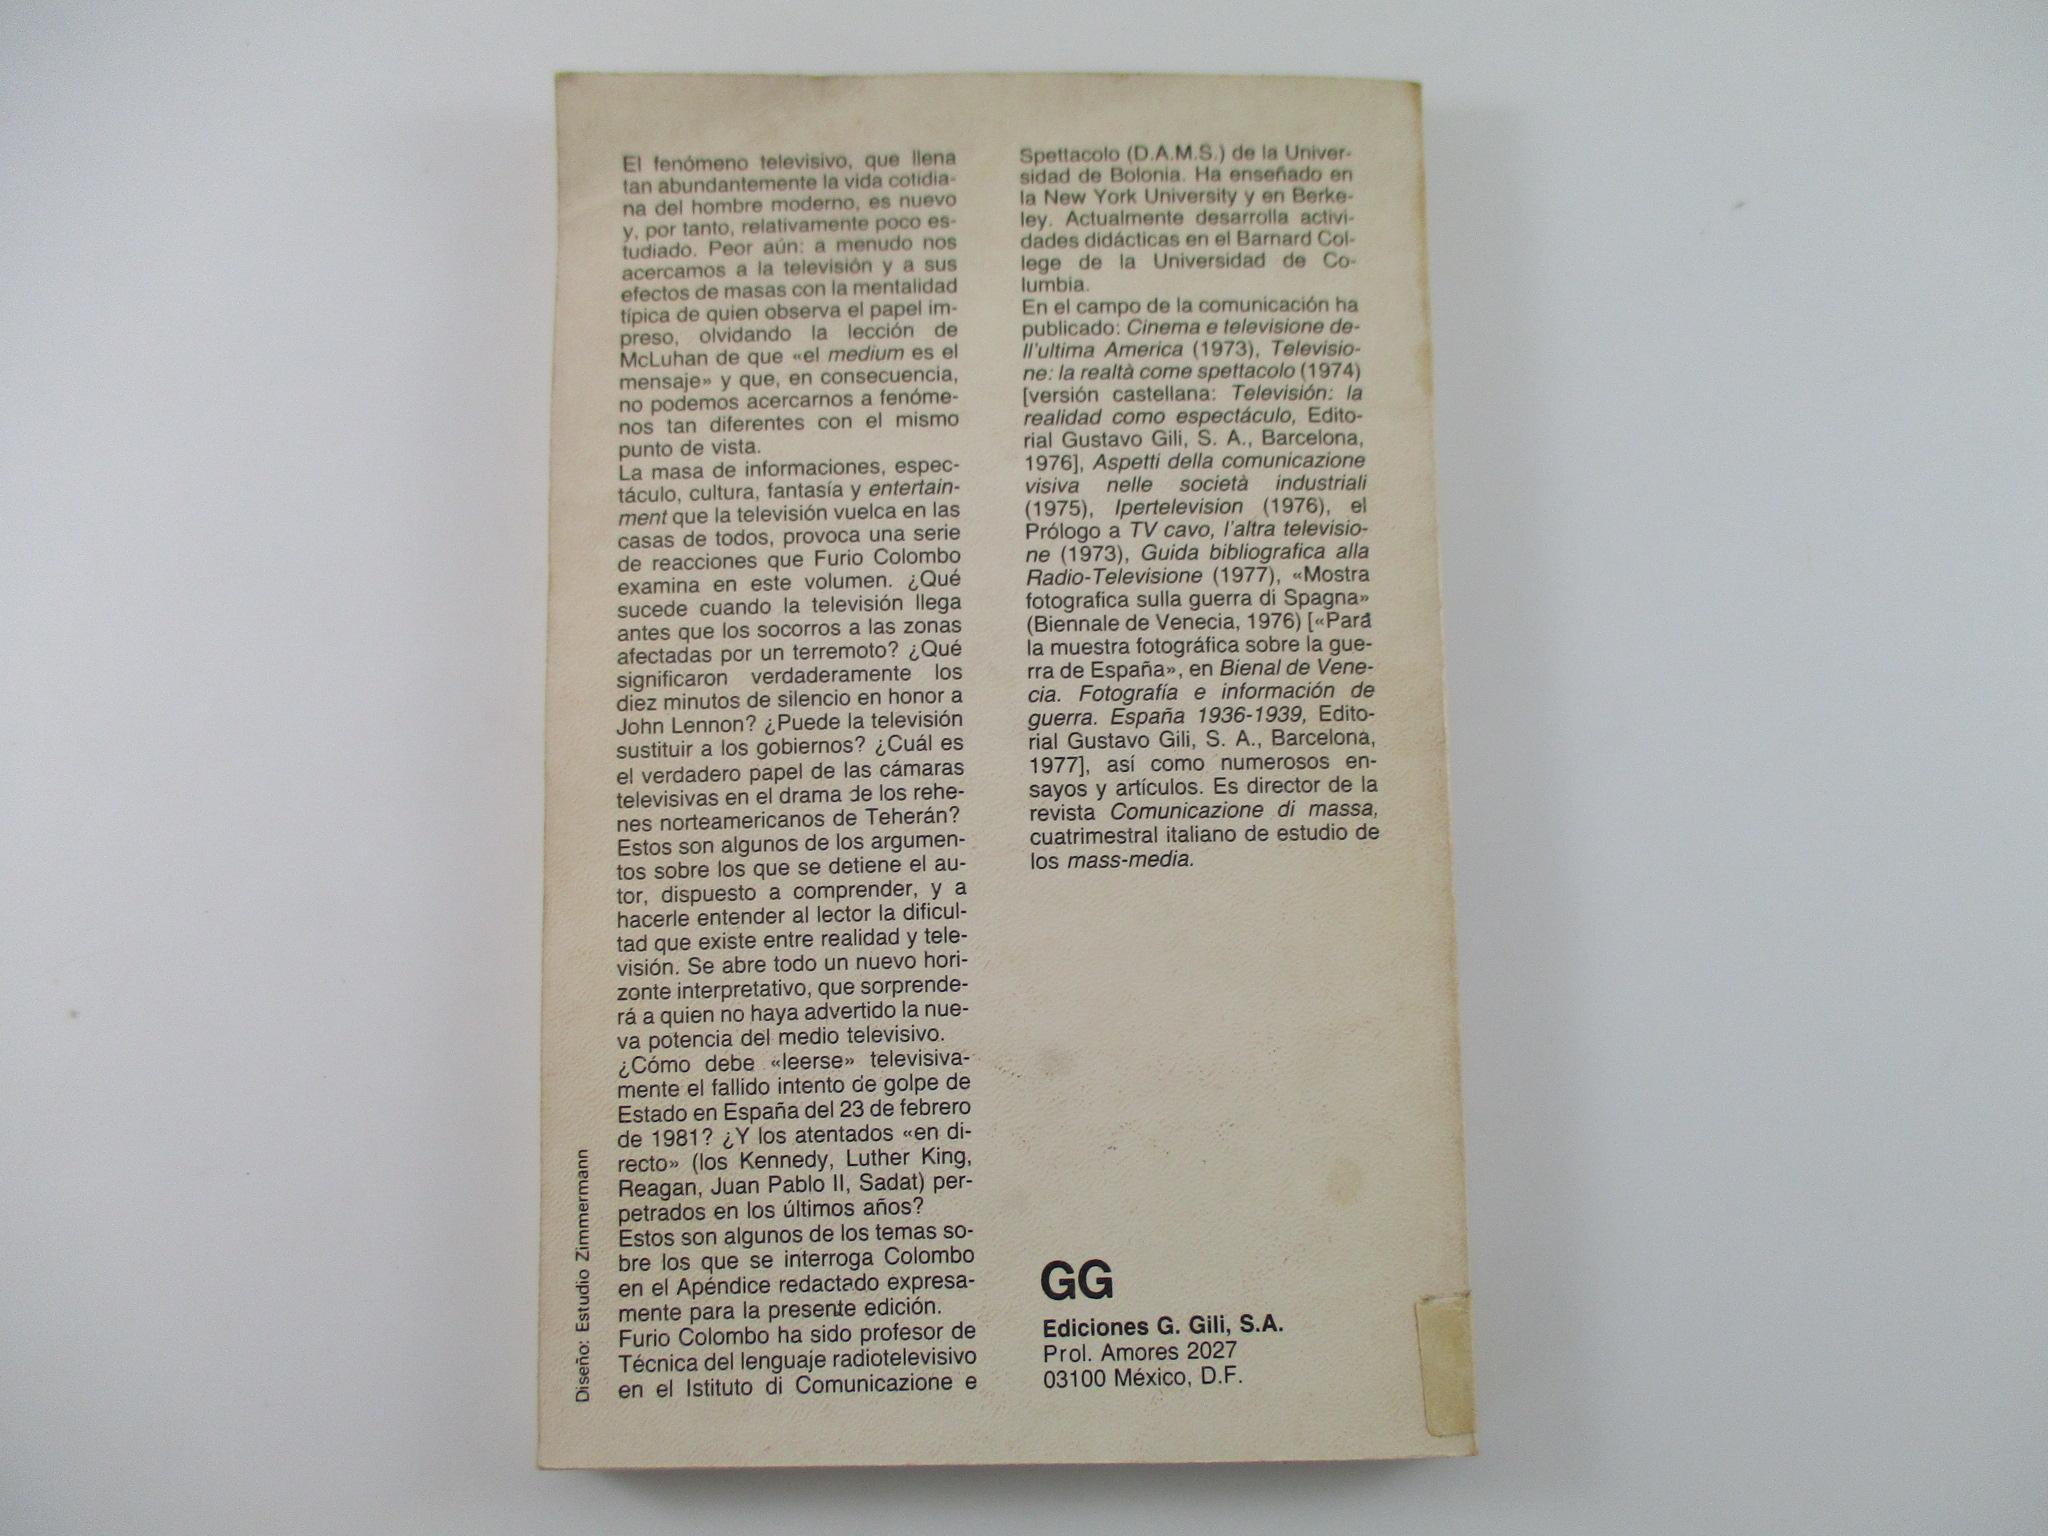 El fenómeno televisivo, que llena
tan abundantemente la vida cotidia-
na del hombre moderno, es nuevo
y, por tanto, relativamente poco es-
tudiado. Peor aún: a menudo nos
acercamos a la televisión y a sus
efectos de masas con la mentalidad
típica de quien observa el papel im-
preso, olvidando la lección de
McLuhan de que «el medium es el
mensaje» y que, en consecuencia,
no podemos acercarnos a fenóme-
nos tan diferentes con el mismo
punto de vista.
La masa de informaciones, espec-
táculo, cultura, fantasía y entertain-
ment que la televisión vuelca en las
casas de todos, provoca una serie
de reacciones que Furio Colombo
examina en este volumen. ¿Qué
sucede cuando la televisión llega
antes que los socorros a las zonas
afectadas por un terremoto? ¿Qué
significaron verdaderamente los
diez minutos de silencio en honor a
John Lennon? ¿Puede la televisión
sustituir a los gobiernos? ¿Cuál es
el verdadero papel de las cámaras
televisivas en el drama de los rehe-
nes norteamericanos de Teherán?
Estos son algunos de los argumen-
tos sobre los que se detiene el au-
tor, dispuesto a comprender, y a
hacerle entender al lector la dificul-
tad que existe entre realidad y tele-
visión. Se abre todo un nuevo hori-
zonte interpretativo, que sorprende-
rá a quien no haya advertido la nue-
va potencia del medio televisivo.
¿Cómo debe «leerse» televisiva-
mente el fallido intento de golpe de
Estado en España del 23 de febrero
de 1981? ¿Y los atentados «en di-
recto» (los Kennedy, Luther King,
Reagan, Juan Pablo II, Sadat) per-
petrados en los últimos años?
Estos son algunos de los temas so-
bre los que se interroga Colombo
en el Apéndice redactado expresa-
mente para la presente edición.
Furio Colombo ha sido profesor de
Técnica del lenguaje radiotelevisivo
en el Istituto di Comunicazione e
Spettacolo (D.A.M.S.) de la Univer-
sidad de Bolonia. Ha enseñado en
la New York University y en Berke-
ley. Actualmente desarrolla activi-
dades didácticas en el Barnard Col-
lege de la Universidad de Co-
lumbia.
En el campo de la comunicación ha
publicado: Cinema e televisione de-
ll'ultima America (1973), Televisio-
ne: la realtà come spettacolo (1974)
[versión castellana: Televisión: la
realidad como espectáculo, Edito-
rial Gustavo Gili, S. A., Barcelona,
1976], Aspetti della comunicazione
visiva nelle società industriali
(1975), Ipertelevision (1976), el
Prólogo a TV cavo, l'altra televisio-
ne (1973), Guida bibliografica alla
Radio-Televisione (1977), «Mostra
fotografica sulla guerra di Spagna»
(Biennale de Venecia, 1976) [«Para
la muestra fotográfica sobre la gue-
rra de España», en Bienal de Vene-
cia. Fotografía e información de
guerra. España 1936-1939, Edito-
rial Gustavo Gili, S. A., Barcelona,
1977], así como numerosos en-
sayos y artículos. Es director de la
revista Comunicazione di massa,
cuatrimestral italiano de estudio de
los mass-media.
Diseño: Estudio Zimmermann
GG
Ediciones G. Gili, S.A.
Prol. Amores 2027
03100 México, D.F.